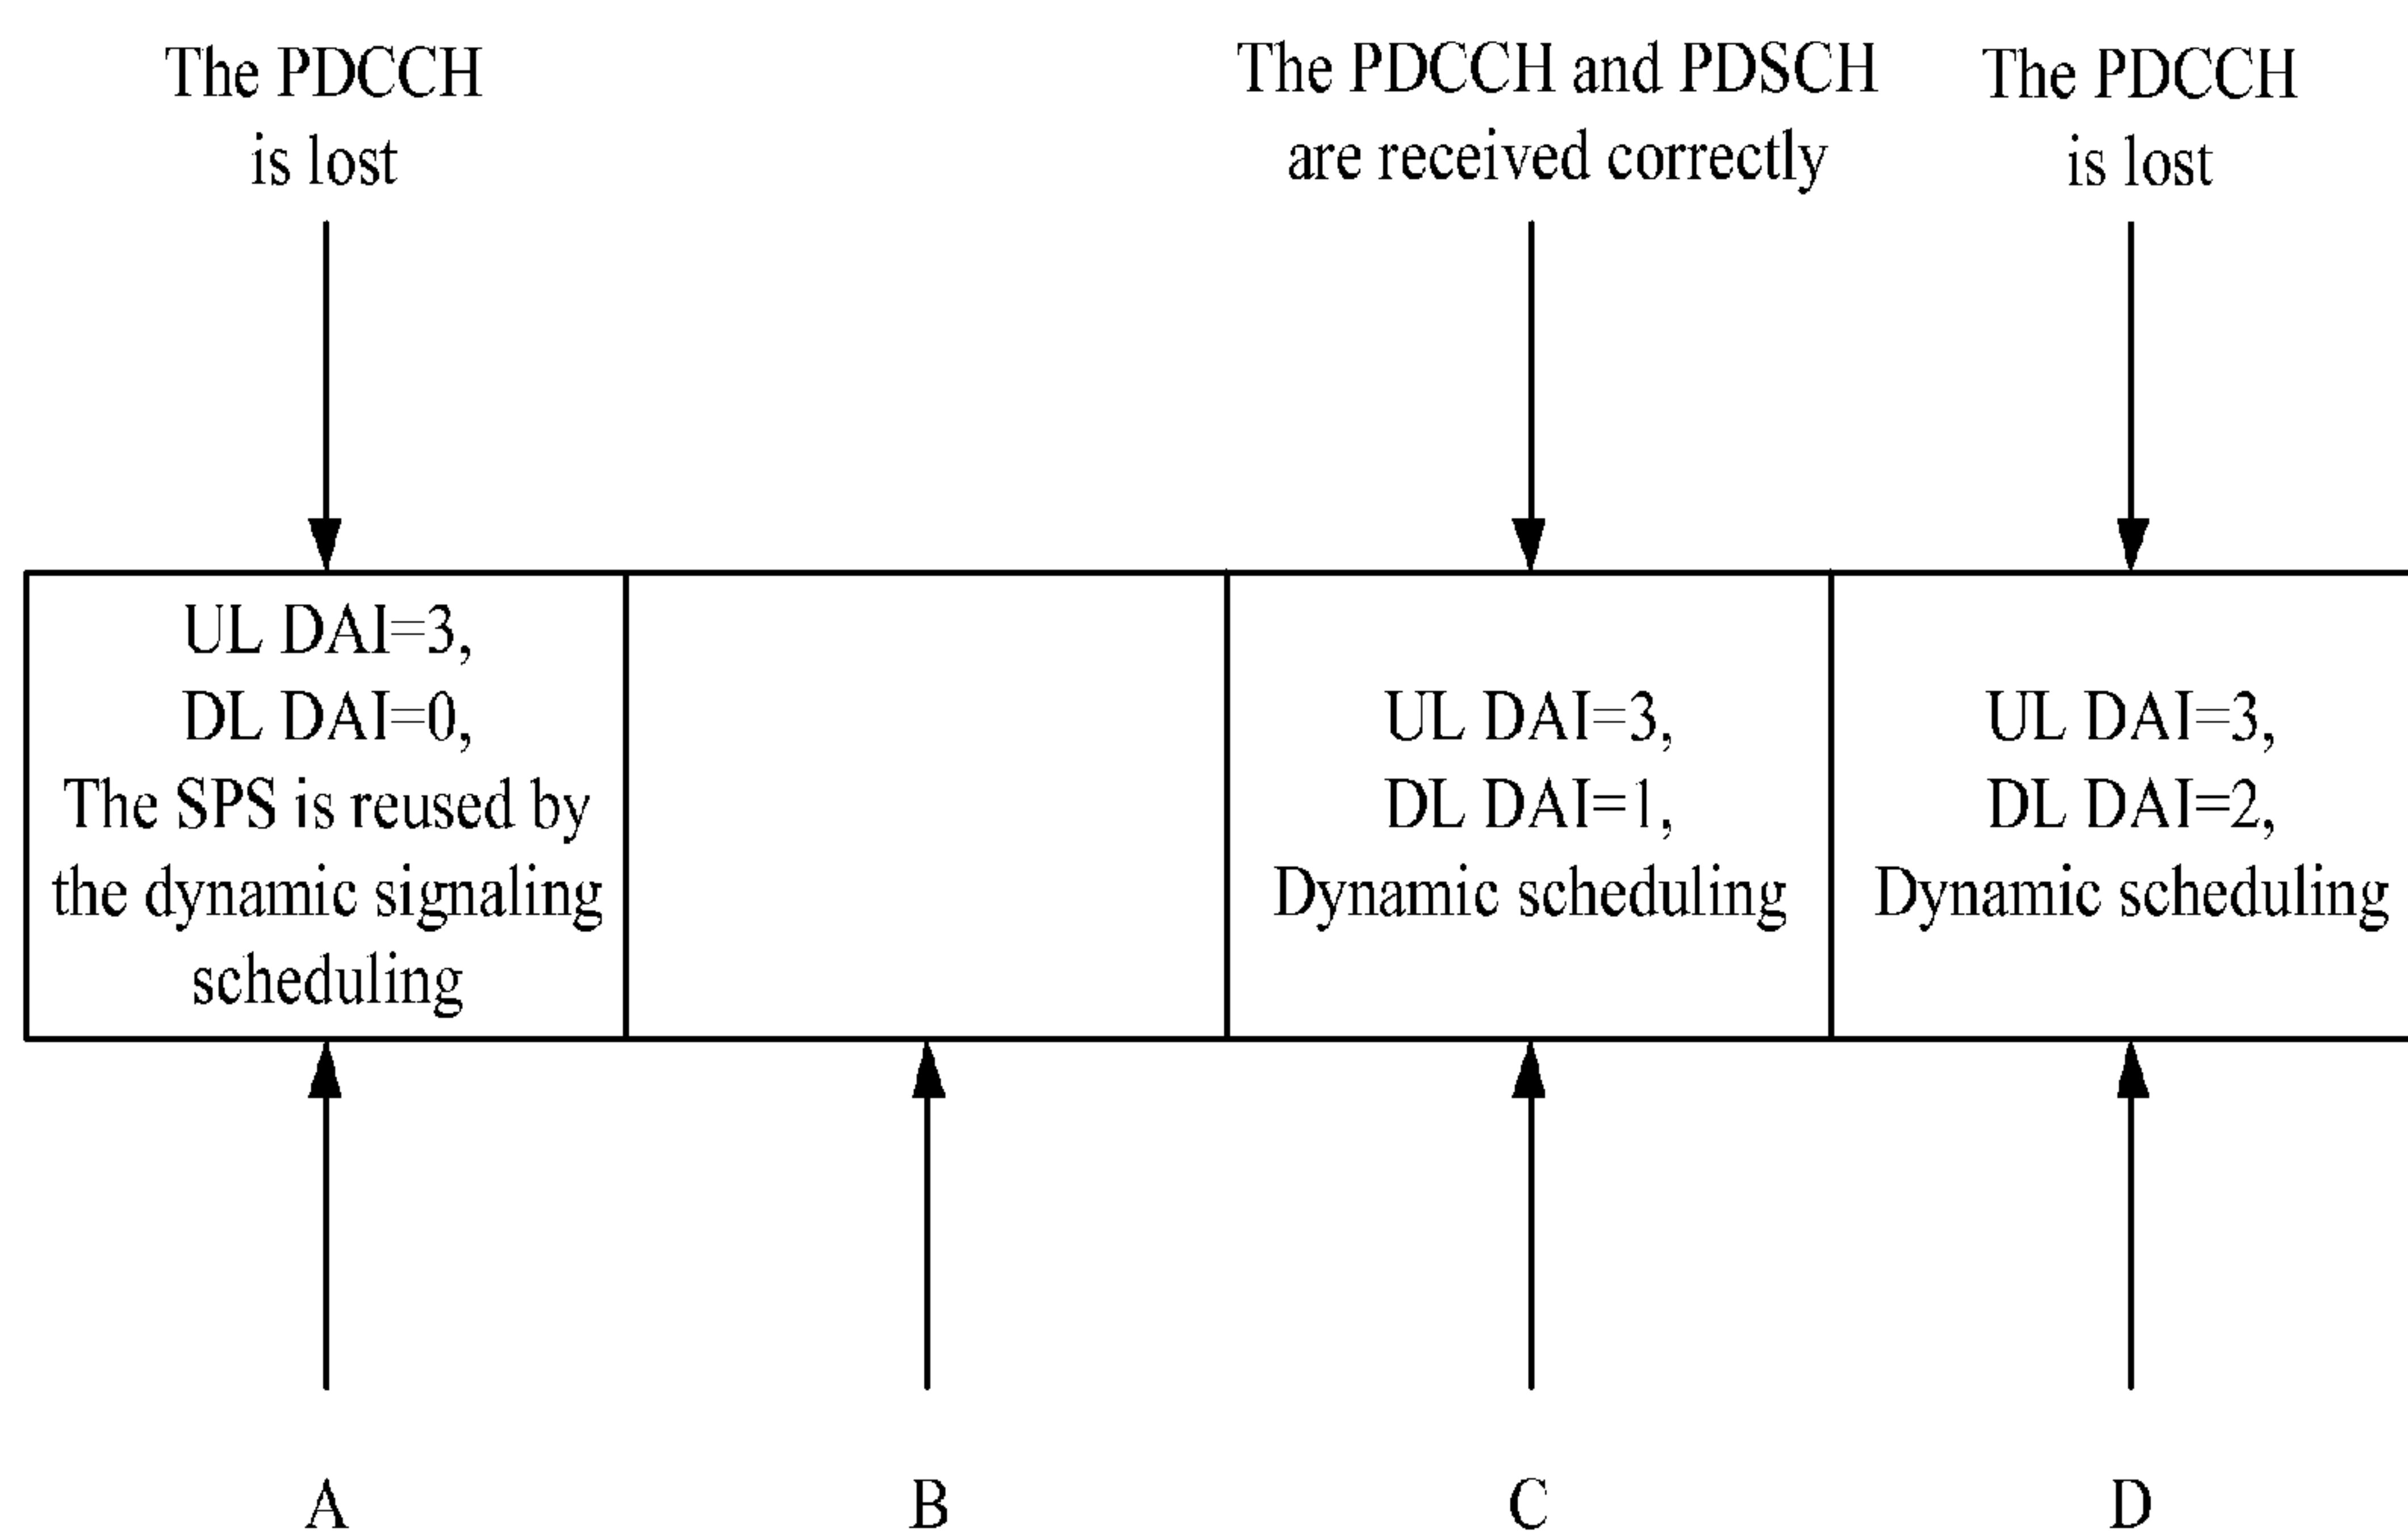 The PDCCH
is lost
The PDCCH and PDSCH
are received correctly
The PDCCH
is lost
UL DAI=3,
DL DAI=0,
The SPS is reused by
the dynamic signaling
scheduling
UL DAI=3,
DL DAI=1,
Dynamic scheduling
UL DAI=3,
DL DAI=2,
Dynamic scheduling
A
B
C
D